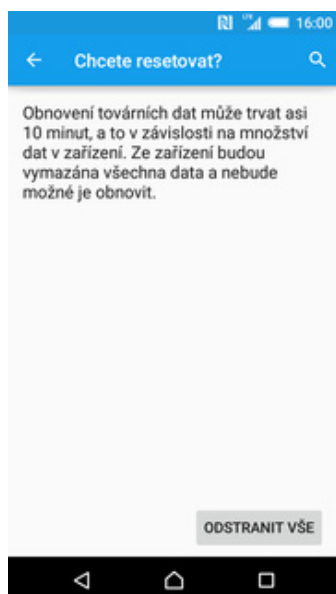 16:00
Chcete resetovat?
Obnovení továrních dat může trvat asi
10 minut, a to v závislosti na množství
dat v zařízení. Ze zařízení budou
vymazána všechna data a nebude
možné je obnovit.
ODSTRANIT VŠE